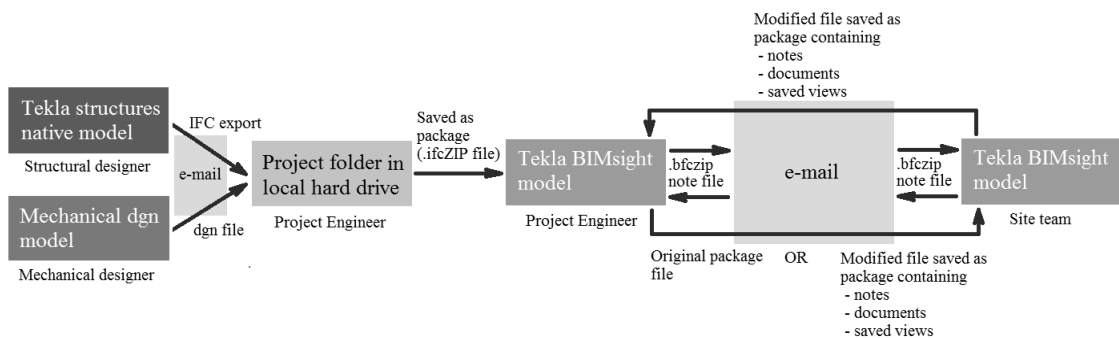 Tekla structures
native model
Structural designer
Mechanical dgn
model
Mechanical designer
IFC export
e-mail
dgn file
Project folder in
local hard drive
Project Engineer
Saved as
package
(.ifcZIP file)
Tekla BIMsight
model
Project Engineer
.bfczip
note file
Modified file saved as
package containing
- notes
- documents
- saved views
e-mail
.bfczip
note file
Tekla BIMsight
model
Site team
Original package
file
OR
Modified file saved as
package containing
- notes
- documents
- saved views